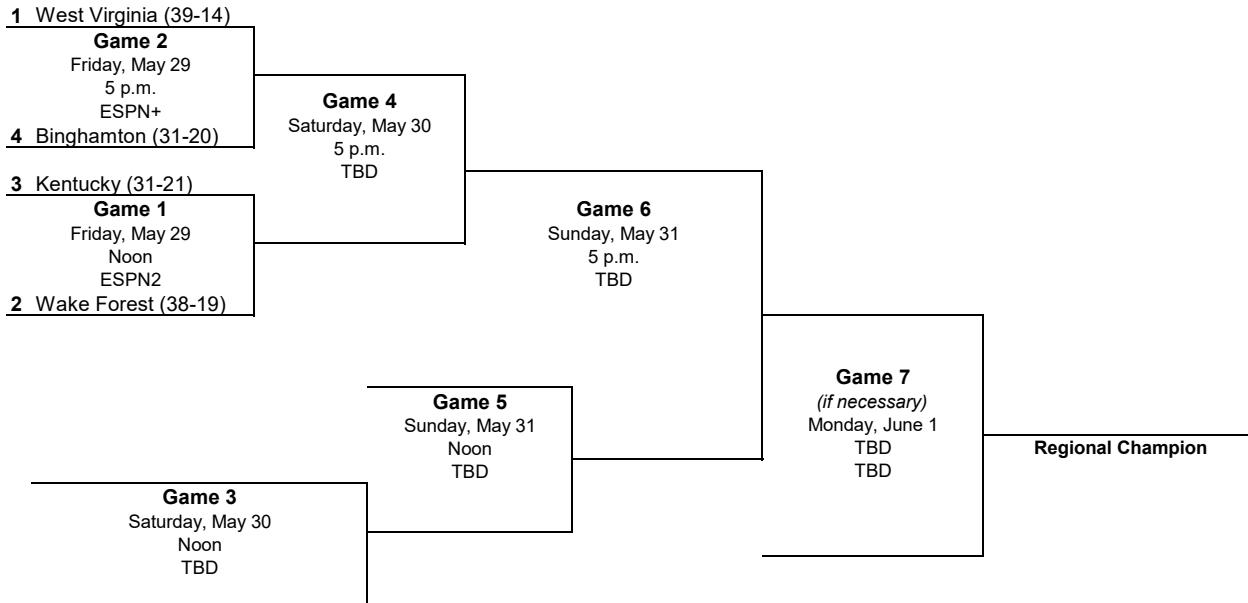 1 West Virginia (39-14)
Game 2
Friday, May 29
5 p.m.
ESPN+
4 Binghamton (31-20)
Game 4
Saturday, May 30
5 p.m.
TBD
3 Kentucky (31-21)
Game 1
Friday, May 29
Noon
ESPN2
2 Wake Forest (38-19)
Game 6
Sunday, May 31
5 p.m.
TBD
Game 5
Sunday, May 31
Noon
TBD
Game 7
(if necessary)
Monday, June 1
TBD
TBD
Regional Champion
Game 3
Saturday, May 30
Noon
TBD